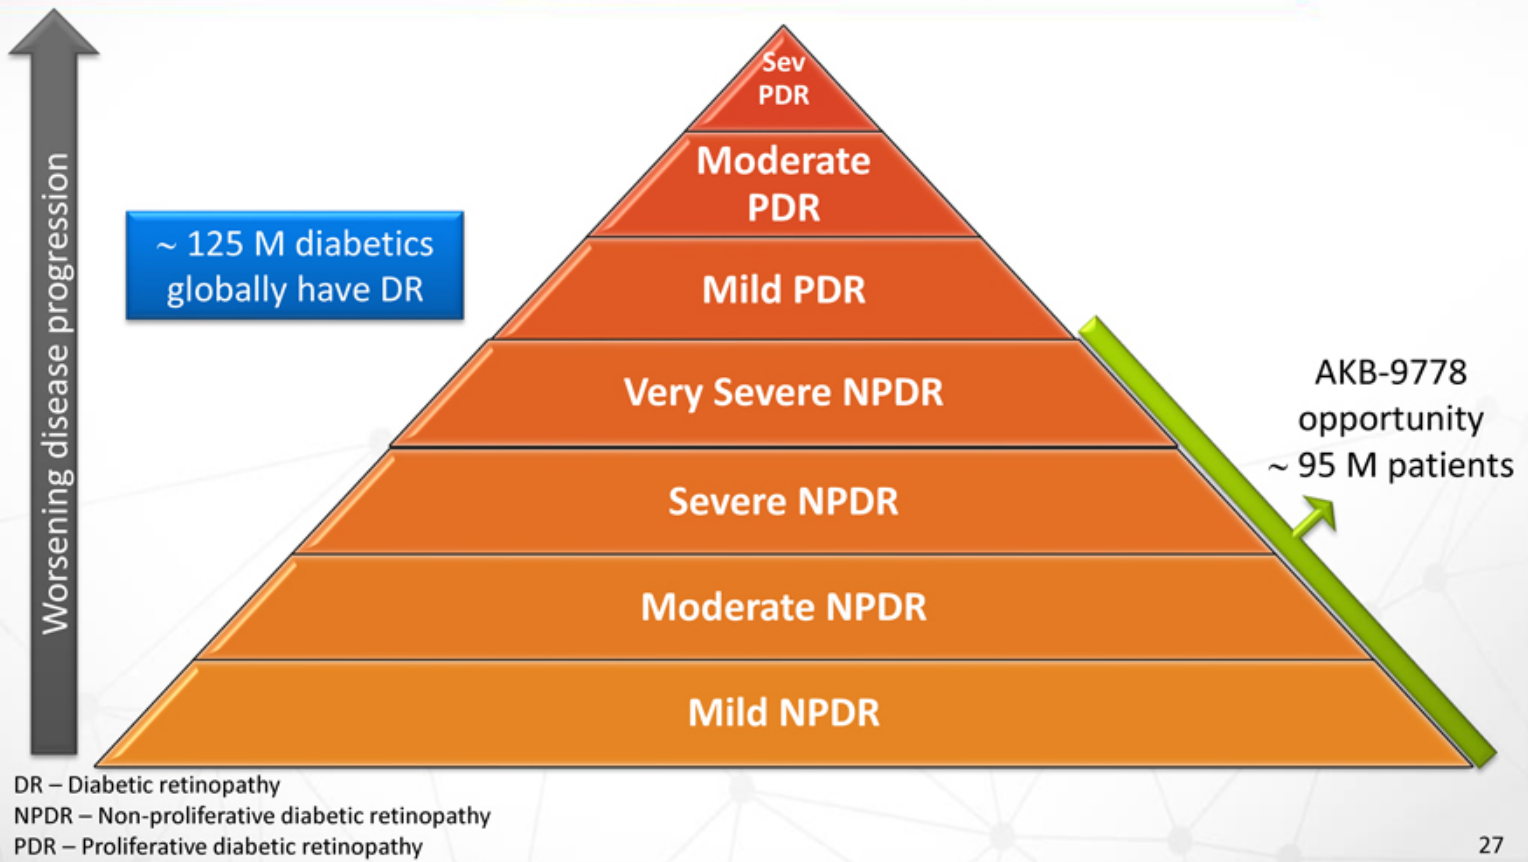 Worsening disease progression
Sev
PDR
Moderate
PDR
~ 125 M diabetics
globally have DR
Mild PDR
Very Severe NPDR
AKB-9778
opportunity
~ 95 M patients
Severe NPDR
Moderate NPDR
Mild NPDR
DR – Diabetic retinopathy
NPDR – Non-proliferative diabetic retinopathy
PDR – Proliferative diabetic retinopathy
27